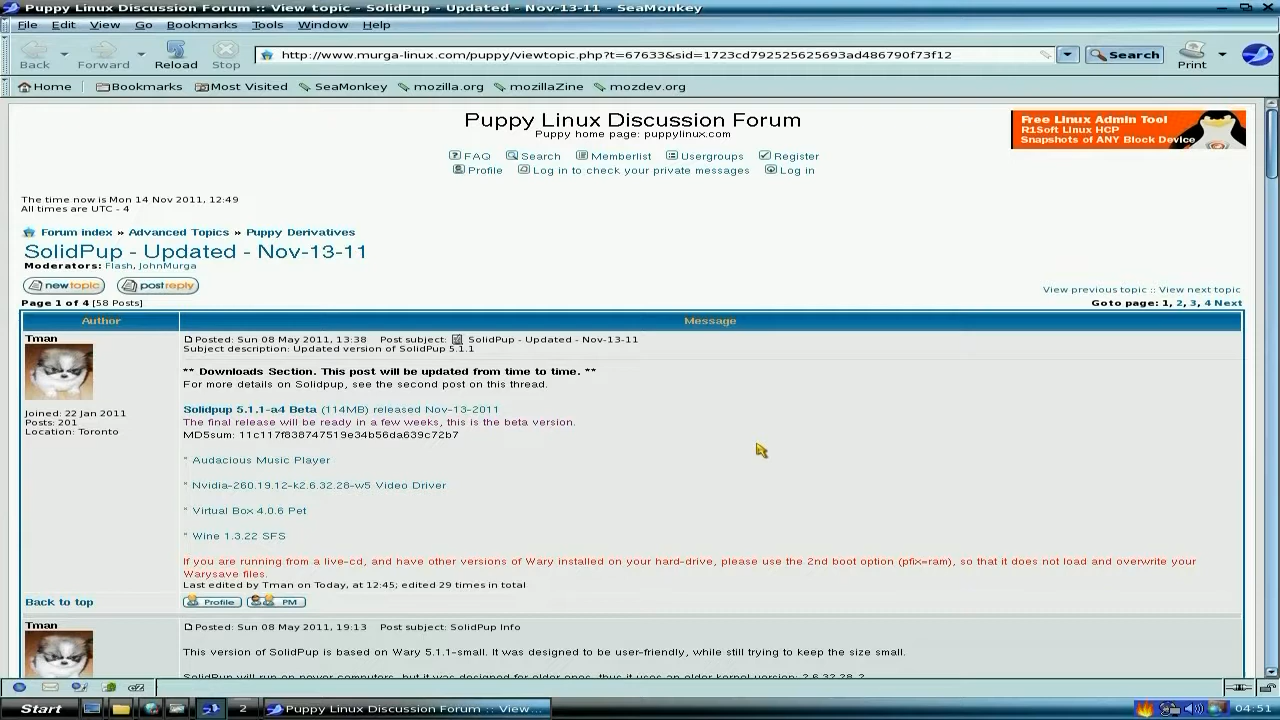 Puppy Linux Discussion Forum :: View topic - SolidPup - Updated - Nov-13-11 - SeaMonkey
File Edit View Go Bookmarks Tools Window Help
Back Forward Reload Stop http://www.murga-linux.com/puppy/viewtopic.php?t=67633&sid=1723cd792525625693ad486790f73f12 Search Print
Home Bookmarks Most Visited SeaMonkey mozilla.org mozillaZine mozdev.org
Puppy Linux Discussion Forum
Puppy home page: puppylinux.com
Free Linux Admin Tool
R1Soft Linux HCP
Snapshots of ANY Block Device
FAQ Search Memberlist Usergroups Register
Profile Log in to check your private messages Log in
The time now is Mon 14 Nov 2011, 12:49
All times are UTC - 4
Forum index » Advanced Topics » Puppy Derivatives
SolidPup - Updated - Nov-13-11
Moderators: Flash, JohnMurga
newtopic postreply
View previous topic :: View next topic
Page 1 of 4 [58 Posts]
Goto page: 1, 2, 3, 4 Next
Author Message
Tman
Posted: Sun 08 May 2011, 13:38 Post subject: SolidPup - Updated - Nov-13-11
Subject description: Updated version of SolidPup 5.1.1
** Downloads Section. This post will be updated from time to time. **
For more details on Solidpup, see the second post on this thread.
Joined: 22 Jan 2011
Posts: 201
Location: Toronto
Solidpup 5.1.1-a4 Beta (114MB) released Nov-13-2011
The final release will be ready in a few weeks, this is the beta version.
MD5sum: 11c117f838747519e34b56da639c72b7
* Audacious Music Player
* Nvidia-260.19.12-k2.6.32.28-w5 Video Driver
* Virtual Box 4.0.6 Pet
* Wine 1.3.22 SFS
If you are running from a live-cd, and have other versions of Wary installed on your hard-drive, please use the 2nd boot option (pfix=ram), so that it does not load and overwrite your
Warysave files.
Last edited by Tman on Today, at 12:45; edited 29 times in total
Back to top
Profile PM
Tman
Posted: Sun 08 May 2011, 19:13 Post subject: SolidPup Info
This version of SolidPup is based on Wary 5.1.1-small. It was designed to be user-friendly, while still trying to keep the size small.
Start 2 Puppy Linux Discussion Forum :: View... 04:51